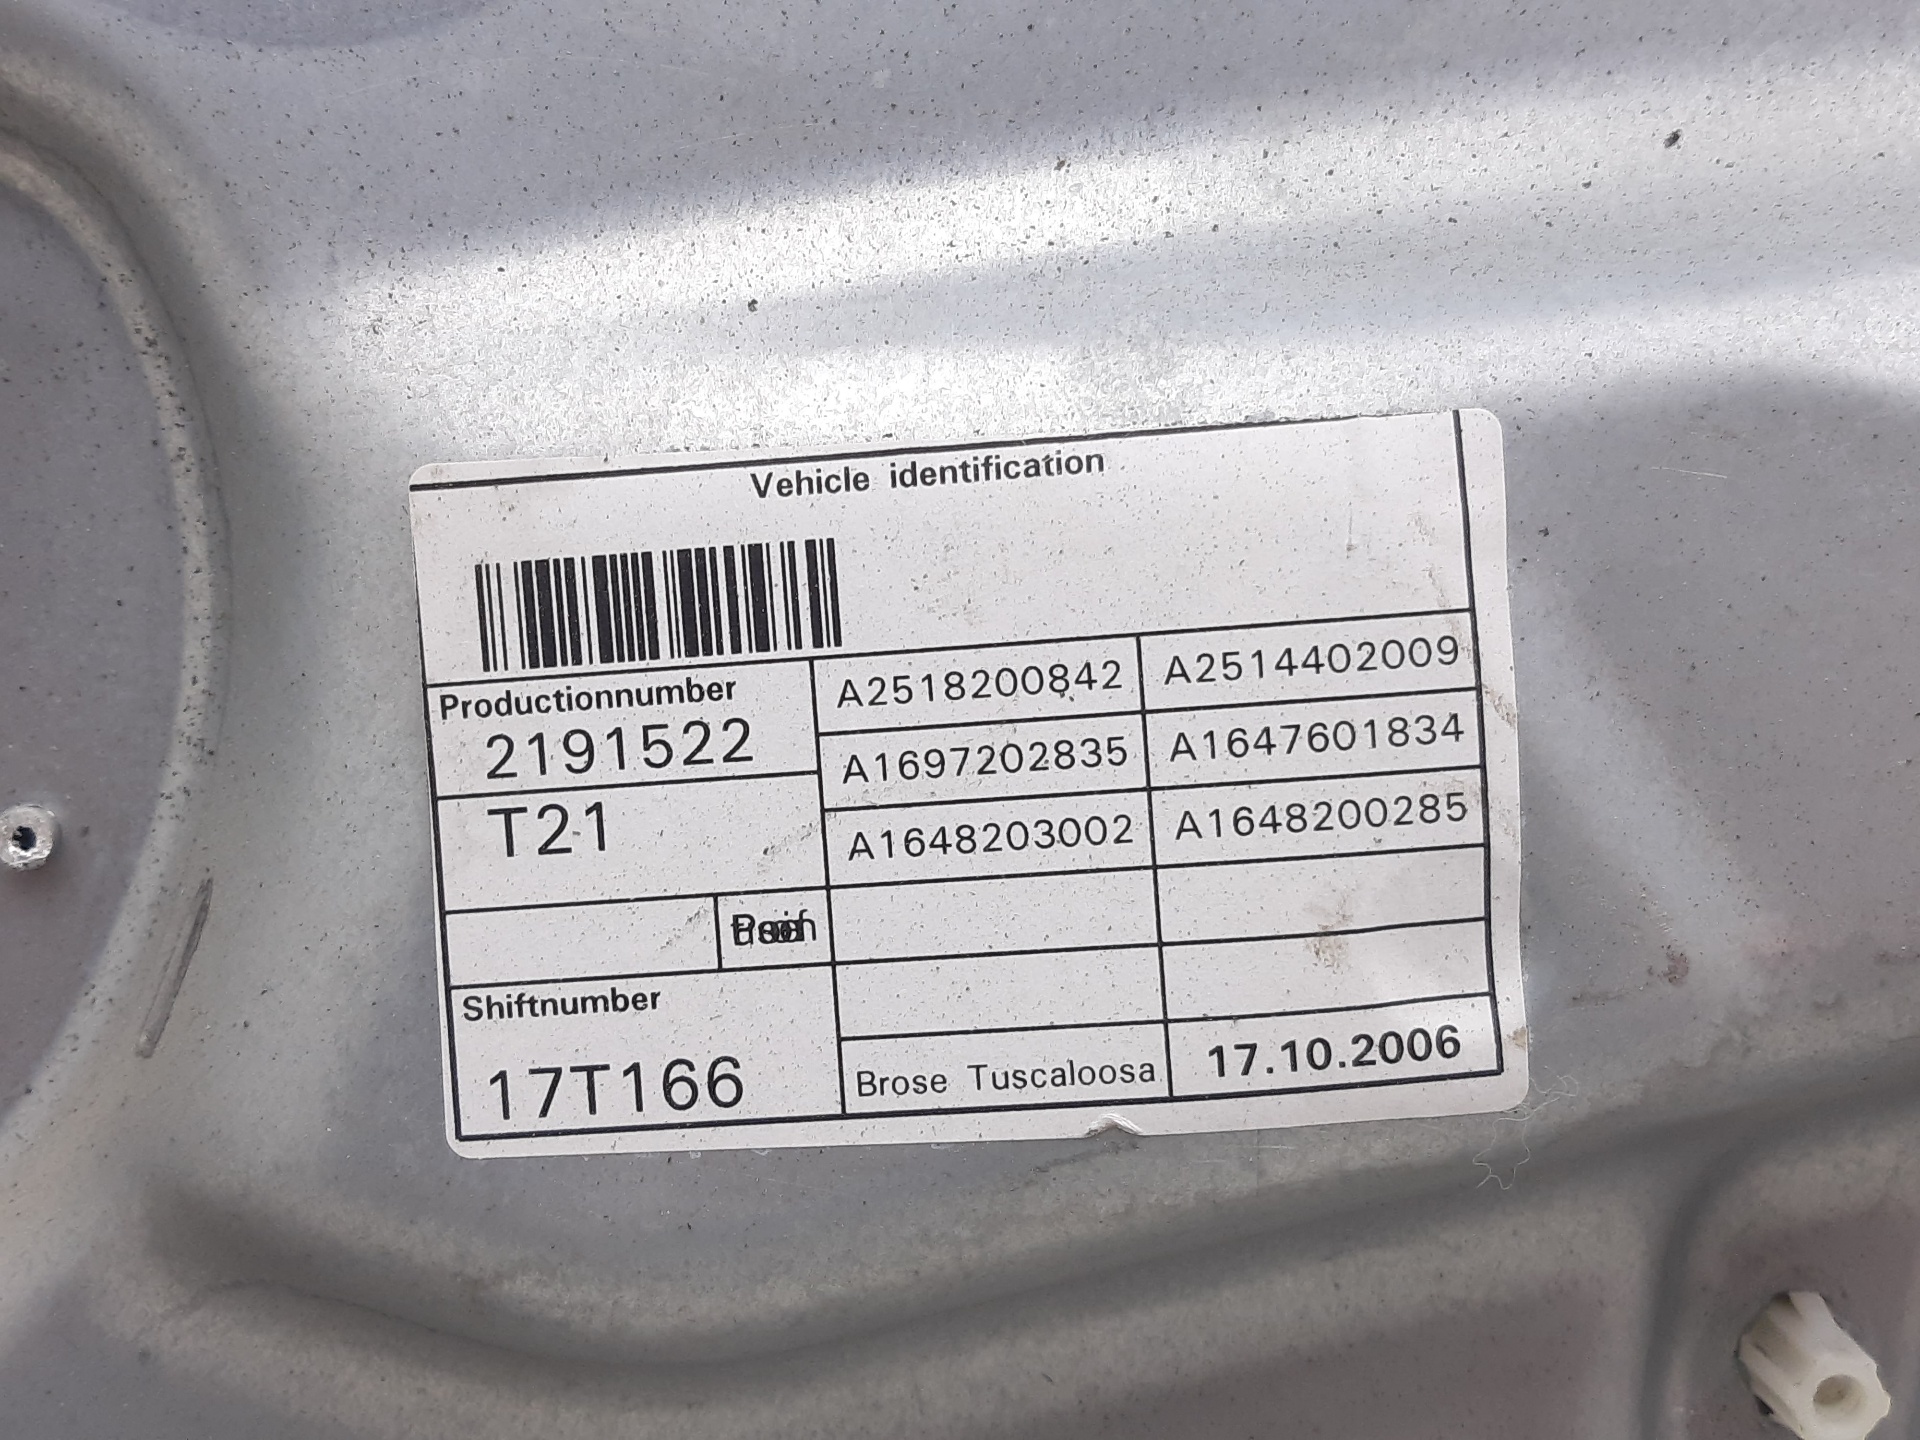 Vehicle identification
Productionnumber
2191522
T21
A2518200842 A2514402009
A1697202835 A1647601834
A1648203002 A1648200285
Shiftnumber
17T166
Brose Tuscaloosa 17.10.2006